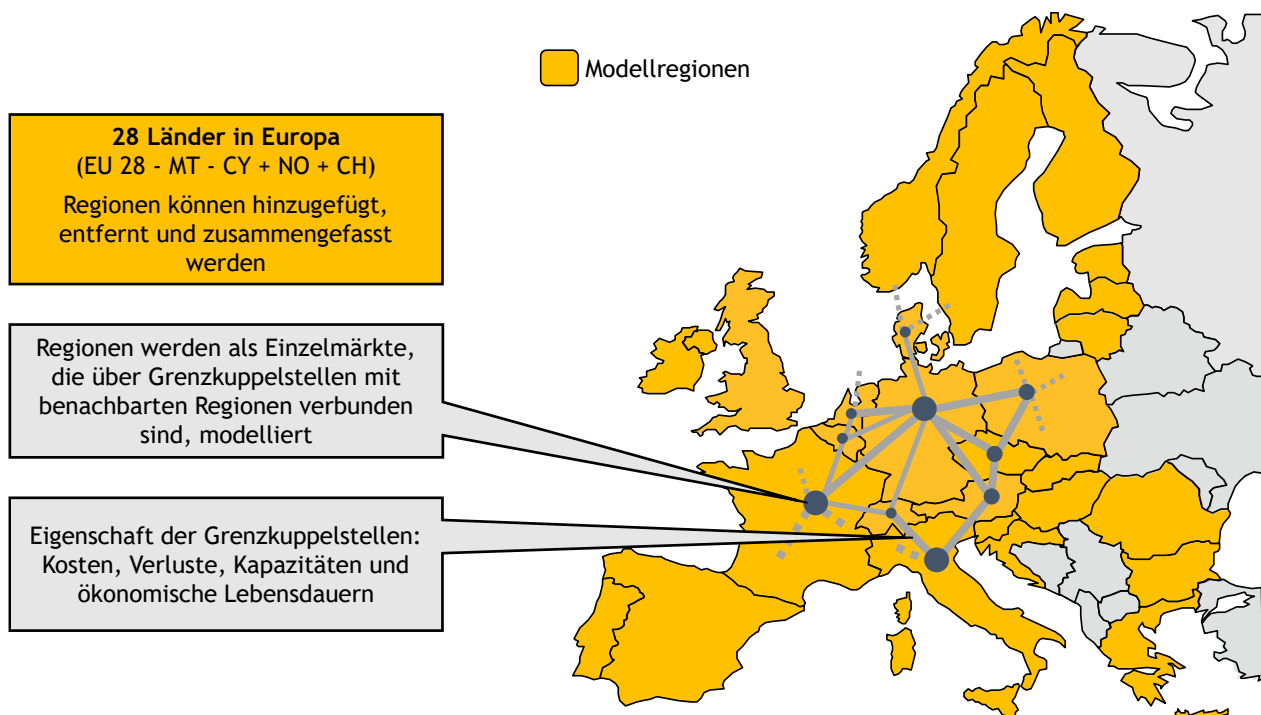 Modellregionen
28 Länder in Europa
(EU 28 - MT - CY + NO + CH)
Regionen können hinzugefügt,
entfernt und zusammengefasst
werden
Regionen werden als Einzelmärkte,
die über Grenzkuppelstellen mit
benachbarten Regionen verbunden
sind, modelliert
Eigenschaft der Grenzkuppelstellen:
Kosten, Verluste, Kapazitäten und
ökonomische Lebensdauern